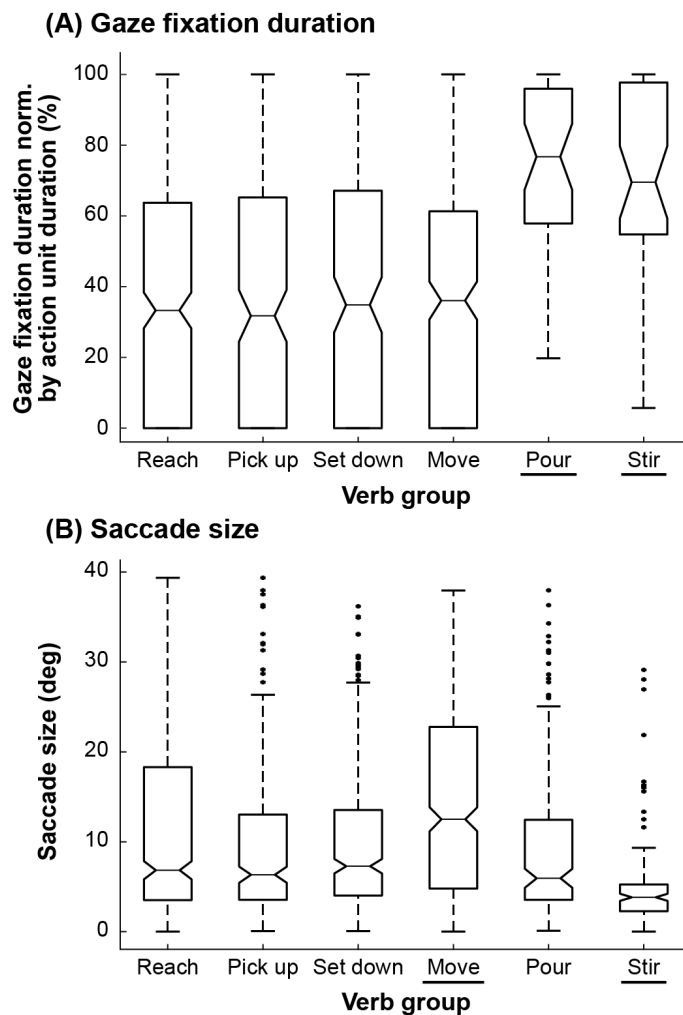 (A) Gaze fixation duration
Gaze fixation duration norm.
by action unit duration (%)
100
80
60
40
20
0
Reach Pick up Set down Move Pour Stir
Verb group
(B) Saccade size
Saccade size (deg)
40
30
20
10
0
Reach Pick up Set down Move Pour Stir
Verb group